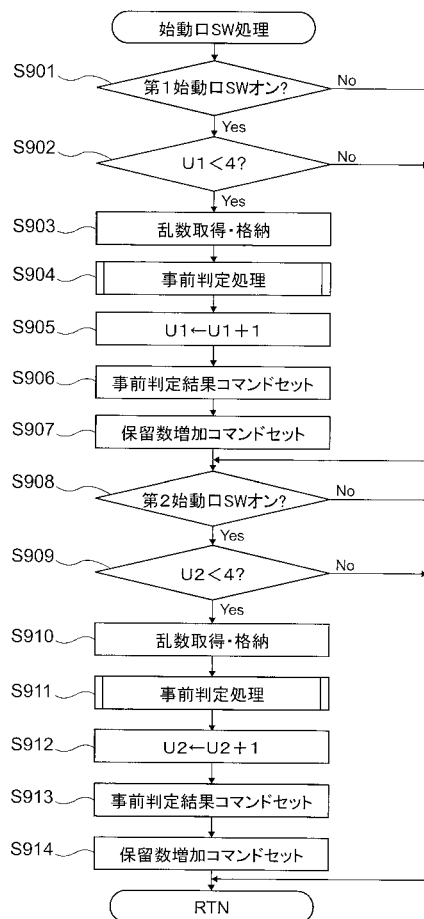 始動口SW処理
S901
第1始動口SWオン?
No
Yes
S902
U1<4?
No
Yes
S903
乱数取得・格納
S904
事前判定処理
S905
U1←U1+1
S906
事前判定結果コマンドセット
S907
保留数増加コマンドセット
S908
第2始動口SWオン?
No
Yes
S909
U2<4?
No
Yes
S910
乱数取得・格納
S911
事前判定処理
S912
U2←U2+1
S913
事前判定結果コマンドセット
S914
保留数増加コマンドセット
RTN